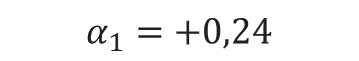 α₁ = +0,24